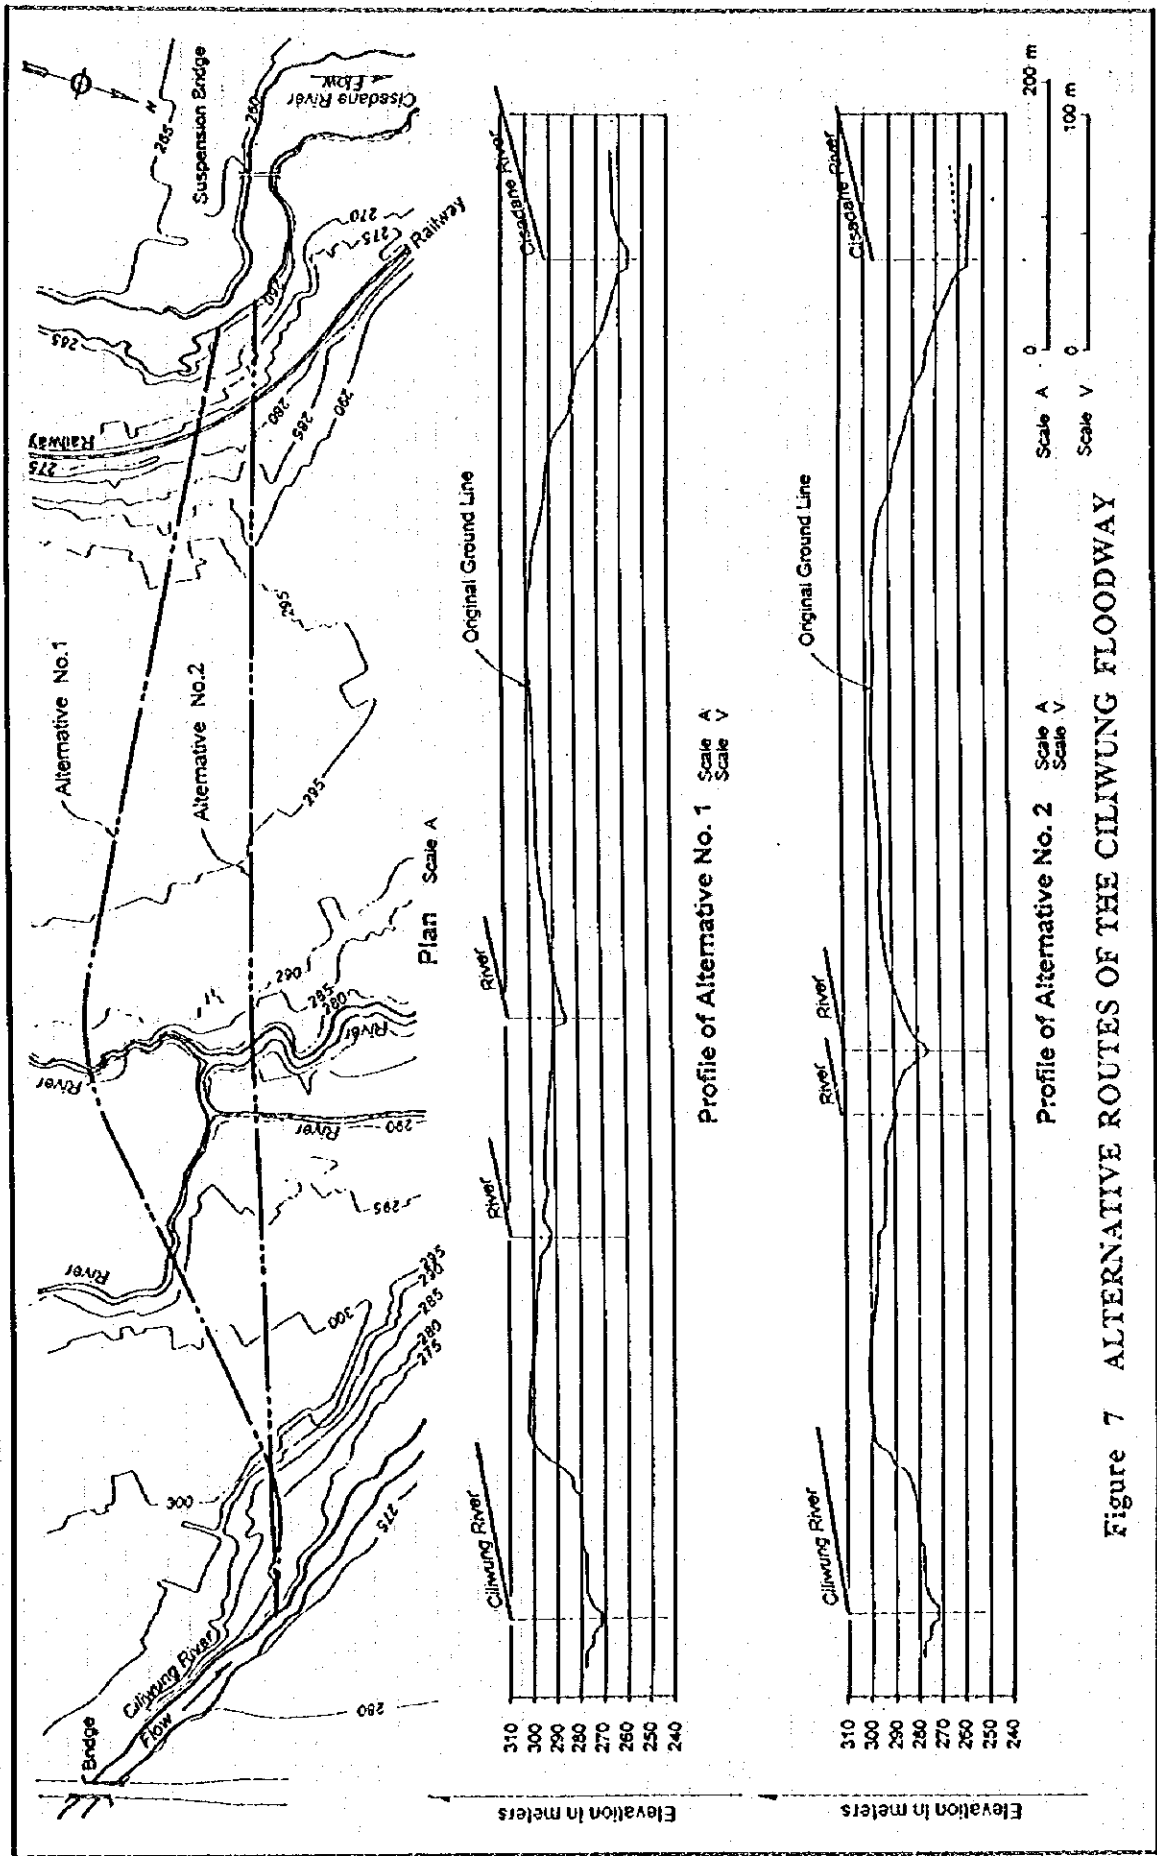 Bridge
Flow
Ciliwung River
280
275
300
275
280
285
290
295
300
River
295
River
290
River
River
280
285
290
295
295
Alternative No.1
Alternative No.2
275
Railway
290
285
280
Railway
275
270
260
265
265
260
Suspension Bridge
Cisadane River
Flow
N
Plan Scale A
Elevation in meters
310
300
290
280
270
260
250
240
Ciliwung River
River
River
Original Ground Line
Cisadane River
Profile of Alternative No. 1 Scale A
Scale V
Elevation in meters
310
300
290
280
270
260
250
240
Ciliwung River
River
River
Original Ground Line
Cisadane River
Profile of Alternative No. 2 Scale A
Scale V
Scale A 0 200 m
Scale V 0 100 m
Figure 7 ALTERNATIVE ROUTES OF THE CILIWUNG FLOODWAY